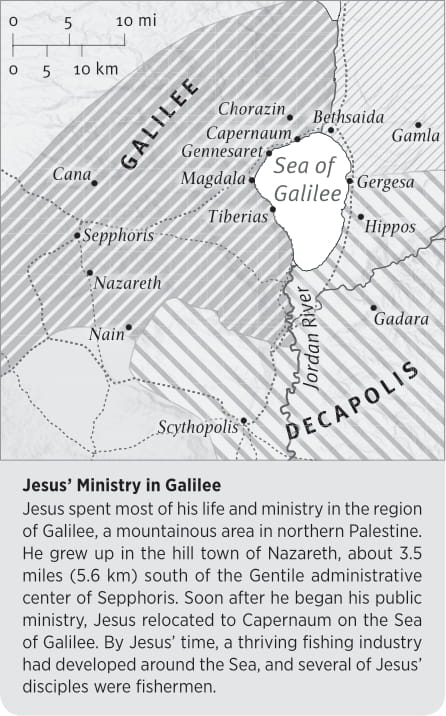 0 5 10 mi
0 5 10 km
GALILEE
Chorazin
Bethsaida
Capernaum
Gamla
Gennesaret
Sea of
Galilee
Cana
Magdala
Gergesa
Tiberias
Hippos
Sepphoris
Nazareth
Jordan River
Gadara
Nain
DECAPOLIS
Scythopolis
Jesus’ Ministry in Galilee
Jesus spent most of his life and ministry in the region
of Galilee, a mountainous area in northern Palestine.
He grew up in the hill town of Nazareth, about 3.5
miles (5.6 km) south of the Gentile administrative
center of Sepphoris. Soon after he began his public
ministry, Jesus relocated to Capernaum on the Sea
of Galilee. By Jesus’ time, a thriving fishing industry
had developed around the Sea, and several of Jesus’
disciples were fishermen.